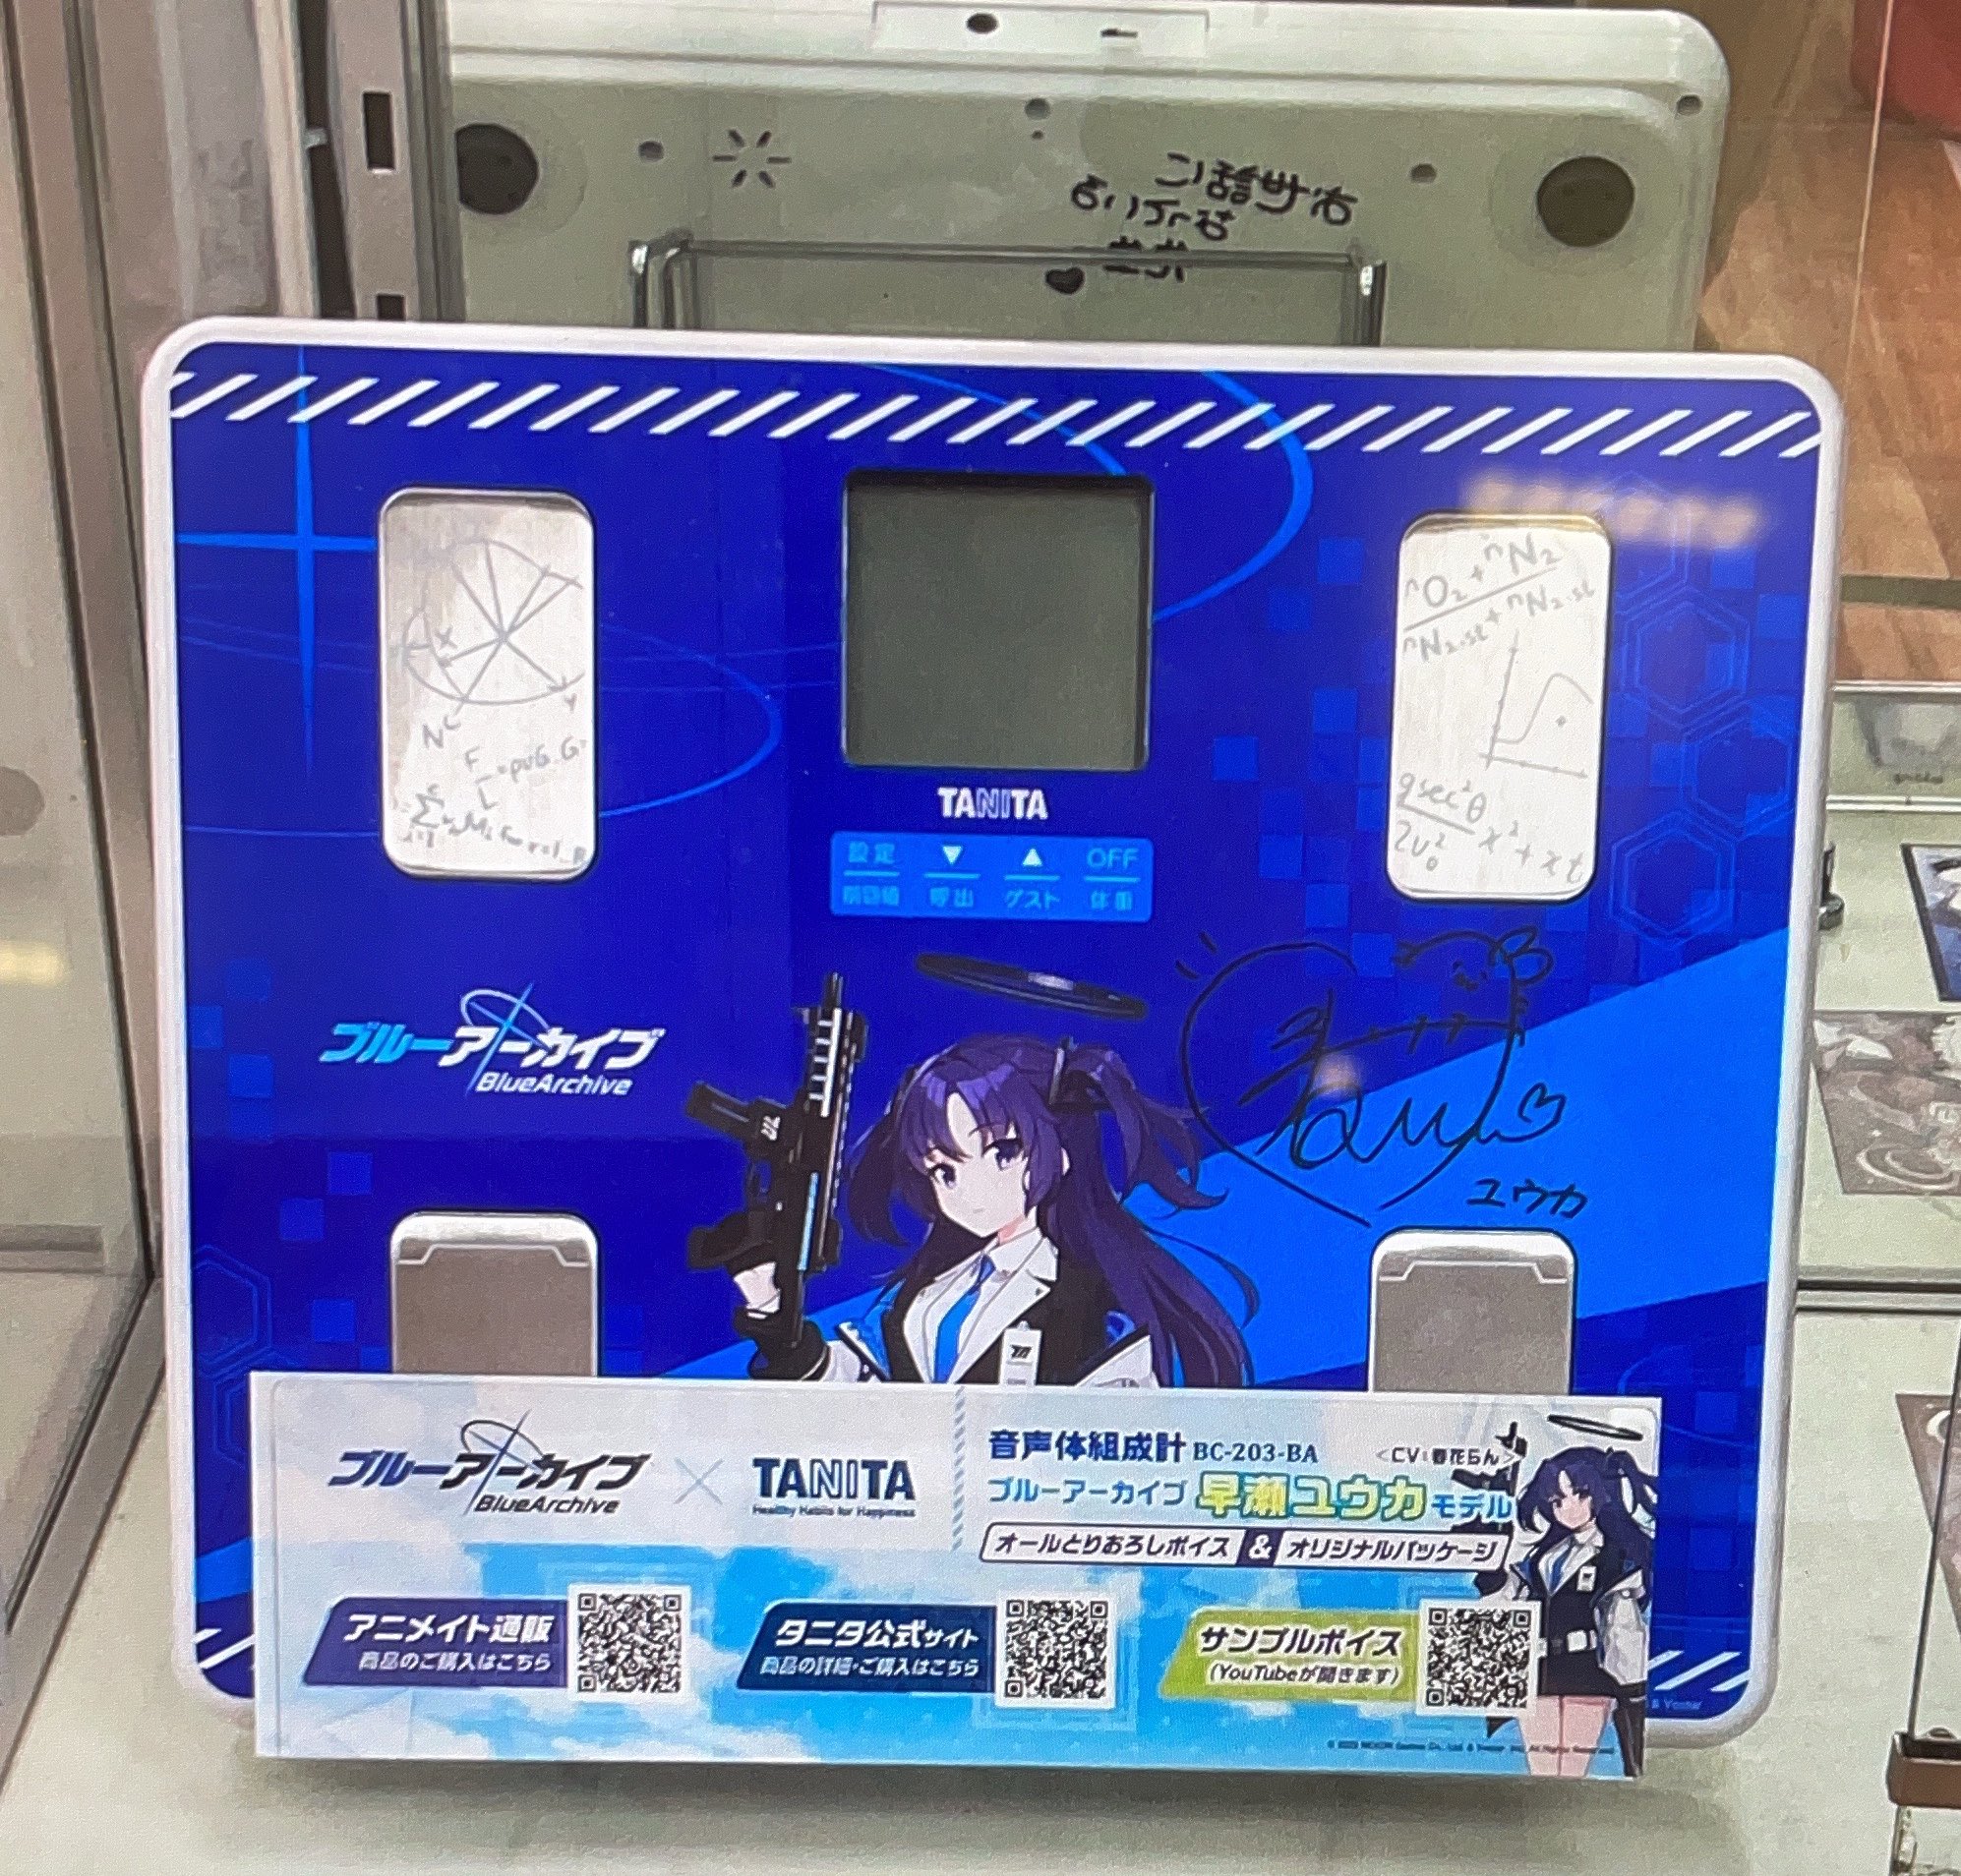 TANITA
設定 ▼ ▲ OFF
前回値 呼出 ゲスト 体重
ブルーアーカイブ
BlueArchive
ユウカ
nO₂+nN₂
gsec²θ
2v₀² x²+xt
ブルーアーカイブ
BlueArchive
×
TANITA
Healthy Habits for Happiness
音声体組成計 BC-203-BA <CV:春花らん>
ブルーアーカイブ 早瀬ユウカ モデル
オールとりおろしボイス & オリジナルパッケージ
アニメイト通販
商品のご購入はこちら
タニタ公式サイト
商品の詳細・ご購入はこちら
サンプルボイス
(YouTubeが開きます)